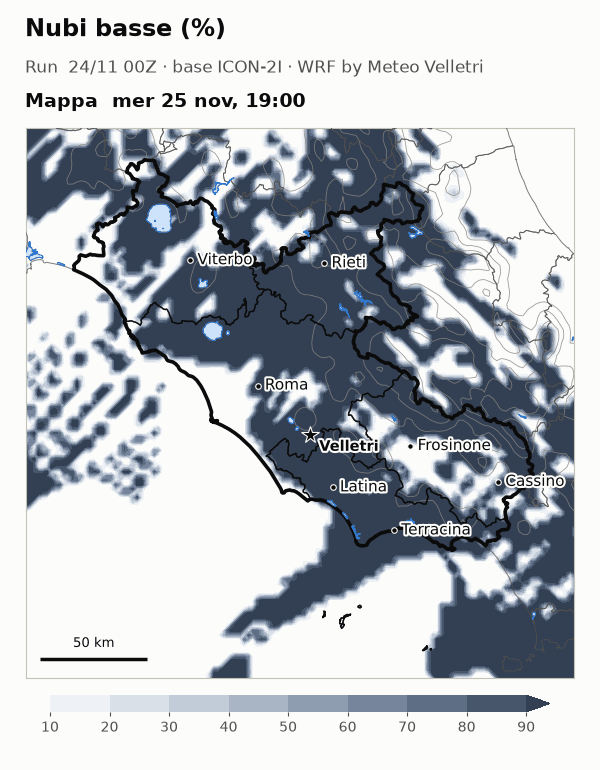 Nubi basse (%)
Run 24/11 00Z · base ICON-2I · WRF by Meteo Velletri
Mappa mer 25 nov, 19:00
Viterbo
Rieti
Roma
Velletri
Frosinone
Latina
Cassino
Terracina
50 km
10 20 30 40 50 60 70 80 90